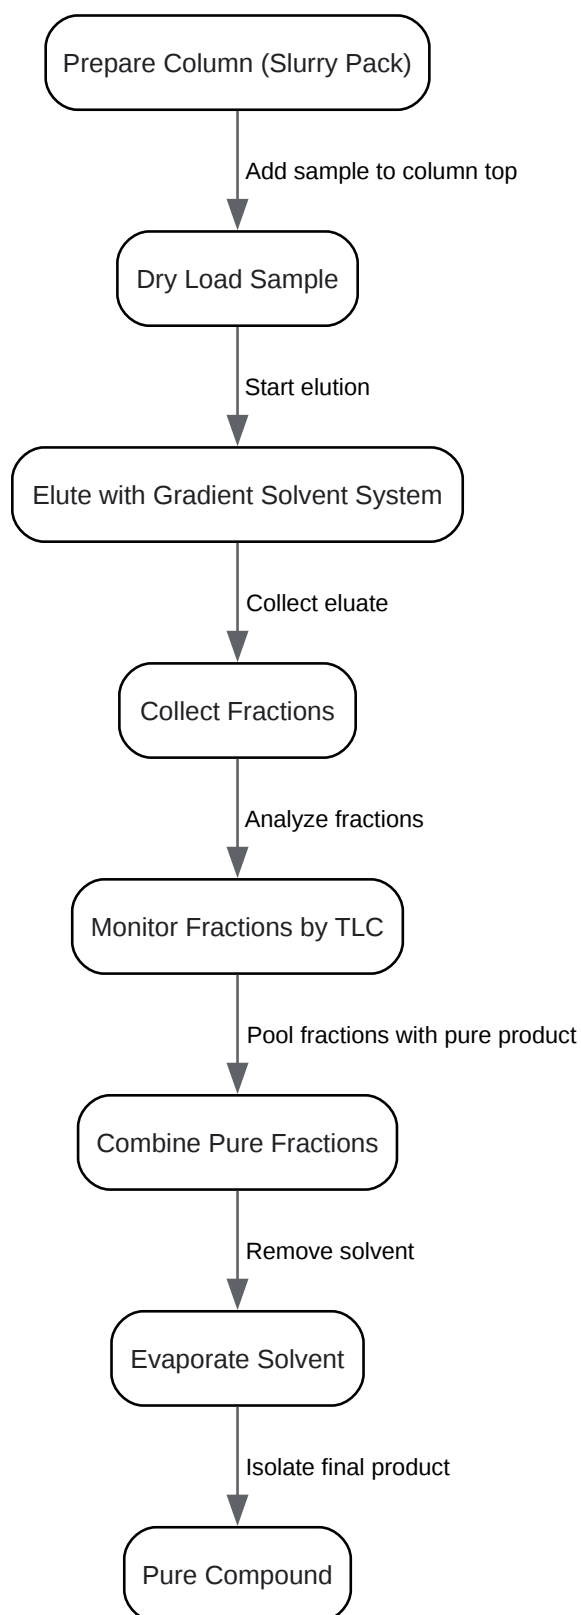 Prepare Column (Slurry Pack)
Add sample to column top
Dry Load Sample
Start elution
Elute with Gradient Solvent System
Collect eluate
Collect Fractions
Analyze fractions
Monitor Fractions by TLC
Pool fractions with pure product
Combine Pure Fractions
Remove solvent
Evaporate Solvent
Isolate final product
Pure Compound